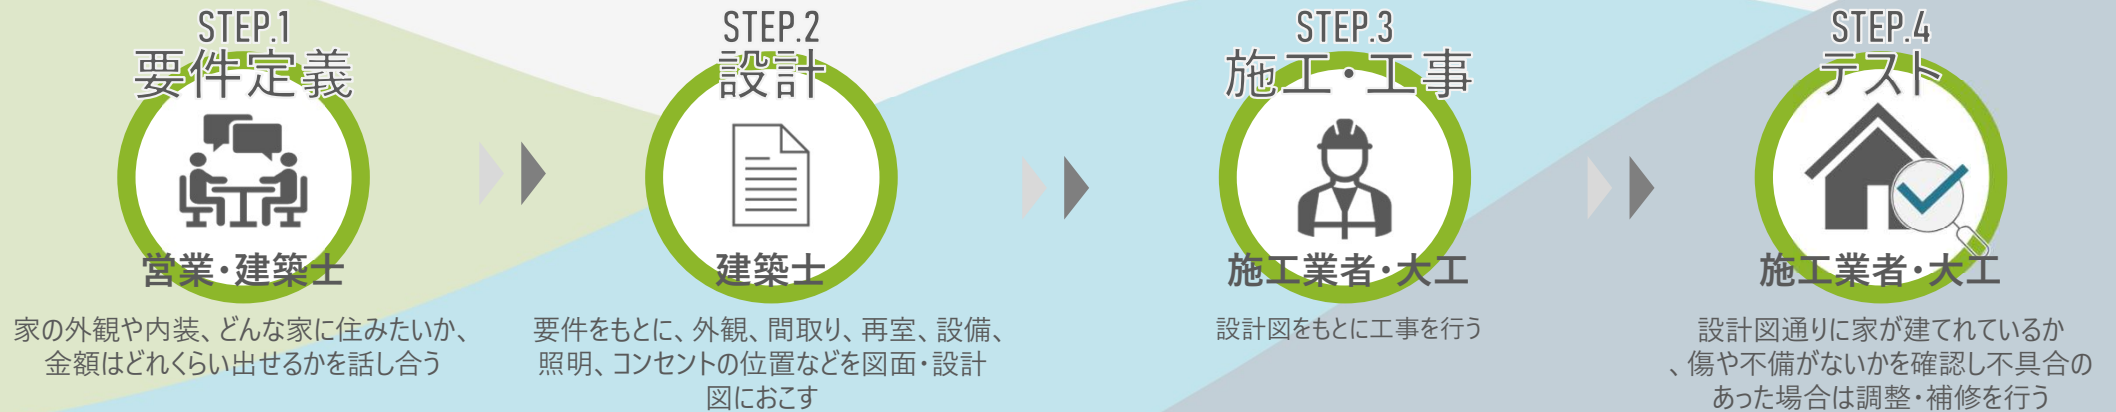 STEP.1
要件定義
営業・建築士
家の外観や内装、どんな家に住みたいか、
金額はどれくらい出せるかを話し合う
STEP.2
設計
建築士
要件をもとに、外観、間取り、再室、設備、
照明、コンセントの位置などを図面・設計
図におこす
STEP.3
施工・工事
施工業者・大工
設計図をもとに工事を行う
STEP.4
テスト
施工業者・大工
設計図通りに家が建てれているか
、傷や不備がないかを確認し不具合の
あった場合は調整・補修を行う